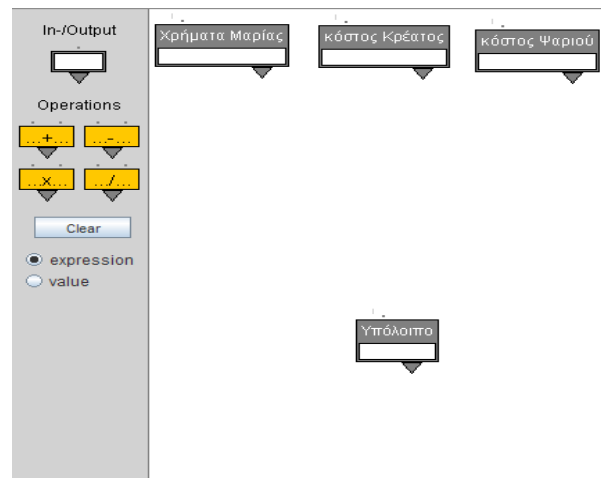 In-/Output
Operations
...+...
...-...
...x...
.../...
Clear
expression
value
Χρήματα Μαρίας
κόστος Κρέατος
κόστος Ψαριού
Υπόλοιπο